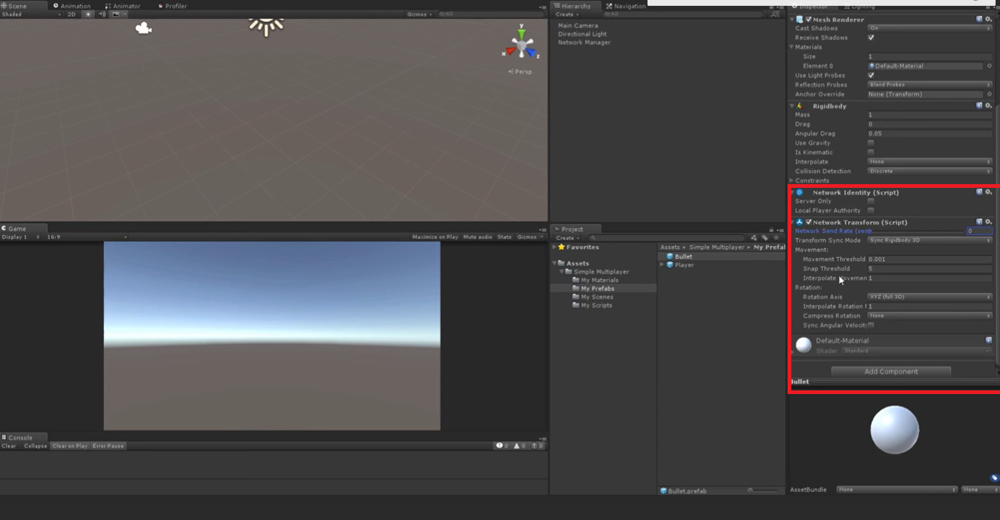 Scene Animation Animator Profiler
Shaded 2D Gizmos All
y
x z
Persp
Game
Display 1 16:9 Maximize on Play Mute audio Stats Gizmos
Console
Clear Collapse Clear on Play Error Pause 0 0 0
Hierarchy Navigation
Create All
Main Camera
Directional Light
Network Manager
Project
Create
Favorites
Assets
Simple Multiplayer
My Materials
My Prefabs
My Scenes
My Scripts
Assets Simple Multiplayer My Prefal
Bullet
Player
Bullet.prefab
Inspector Lighting
Mesh Renderer
Cast Shadows On
Receive Shadows
Materials
Size 1
Element 0 Default-Material
Use Light Probes
Reflection Probes Blend Probes
Anchor Override None (Transform)
Rigidbody
Mass 1
Drag 0
Angular Drag 0.05
Use Gravity
Is Kinematic
Interpolate None
Collision Detection Discrete
Constraints
Network Identity (Script)
Server Only
Local Player Authority
Network Transform (Script)
Network Send Rate (sec 0
Transform Sync Mode Sync Rigidbody 3D
Movement:
Movement Threshold 0.001
Snap Threshold 5
Interpolate Movemen 1
Rotation:
Rotation Axis XYZ (full 3D)
Interpolate Rotation 1
Compress Rotation None
Sync Angular Velocit
Default-Material
Shader Standard
Add Component
Bullet
AssetBundle None None